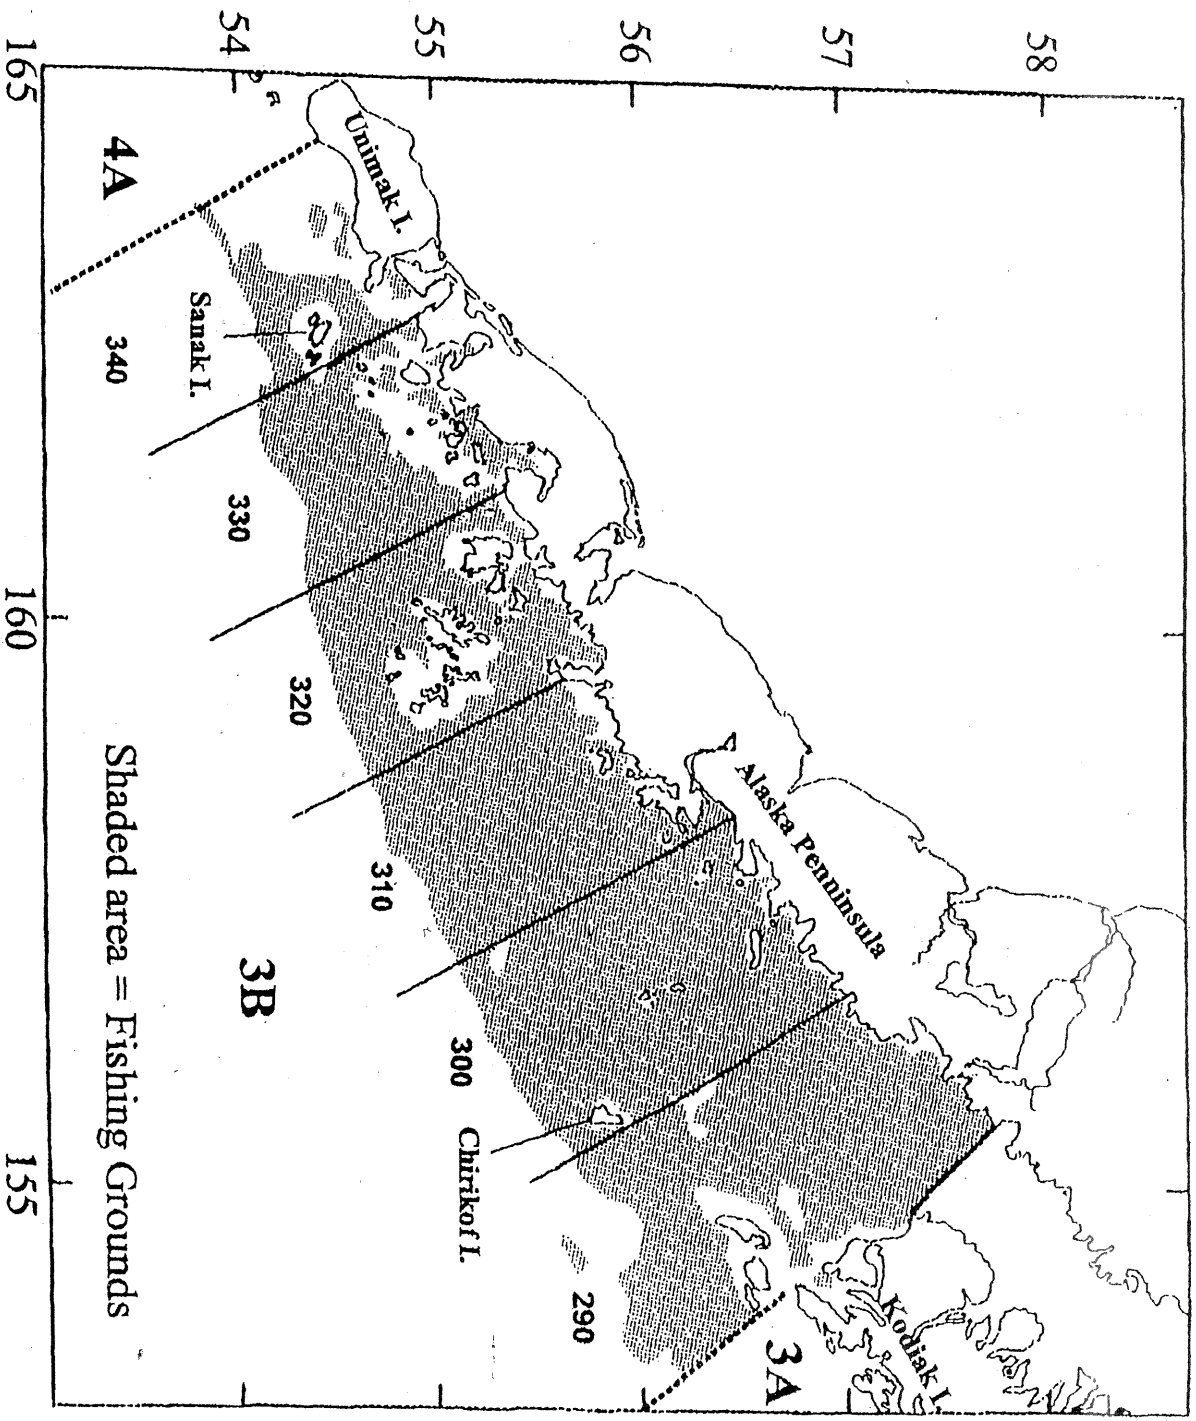 58
57
56
55
54
165
160
155
Unimak I.
Alaska Penninsula
Kodiak I.
Sanak I.
Chirikof I.
4A
3B
3A
340
330
320
310
300
290
Shaded area = Fishing Grounds